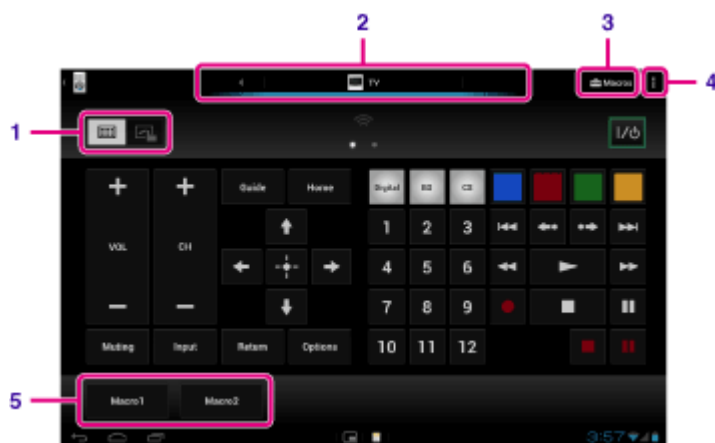 2
3
4
TV
Macros
1
I/⏻
Guide
Home
Digital BS CS
VOL
CH
1 2 3
4 5 6
7 8 9
Muting
Input
Return
Options
10 11 12
5
Macro1
Macro2
3:57